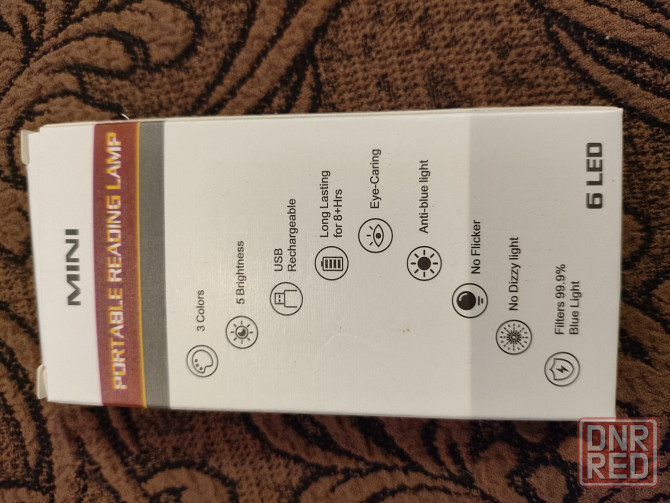 MINI
PORTABLE READING LAMP
3 Colors
5 Brightness
USB
Rechargeable
Long Lasting
for 8+Hrs
Eye-Caring
Anti-blue light
No Flicker
No Dizzy light
Filters 99.9%
Blue Light
6 LED
DNR
RED